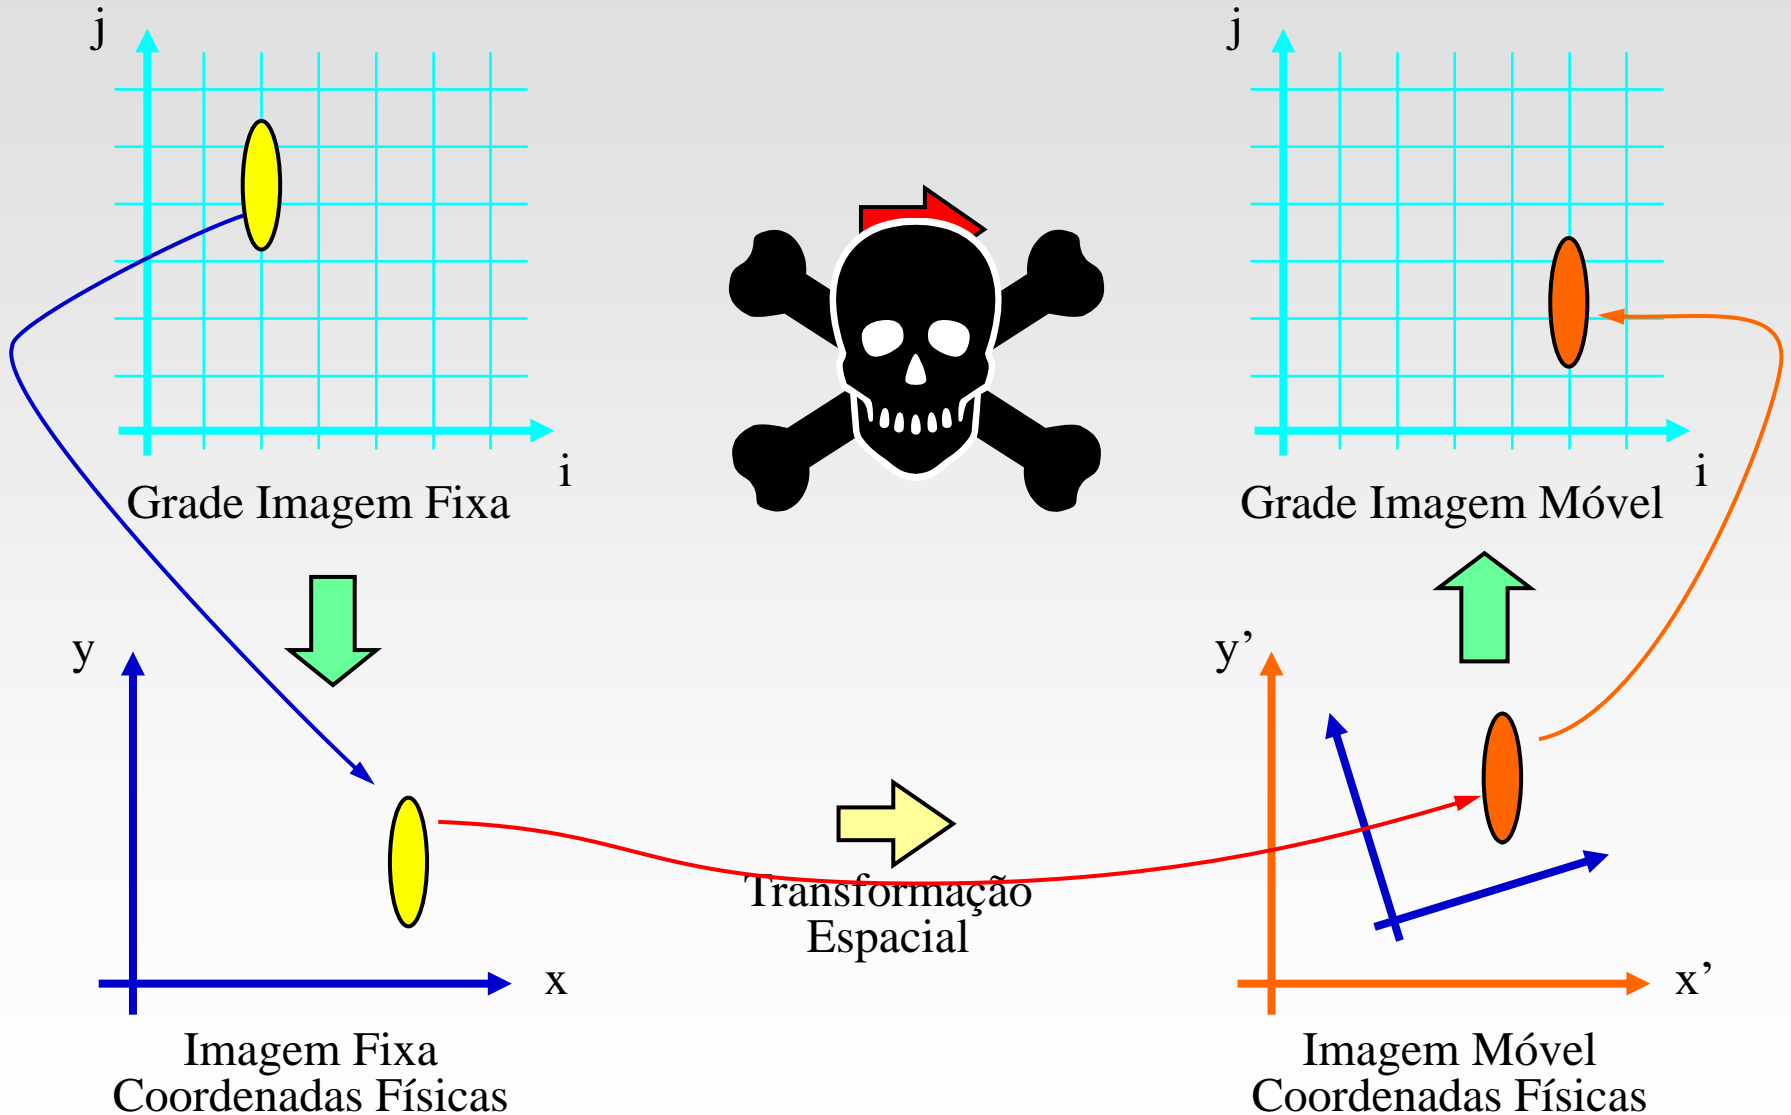 j
j
i
i
Grade Imagem Fixa
Grade Imagem Móvel
y
y’
Transformação
Espacial
x
x’
Imagem Fixa
Coordenadas Físicas
Imagem Móvel
Coordenadas Físicas